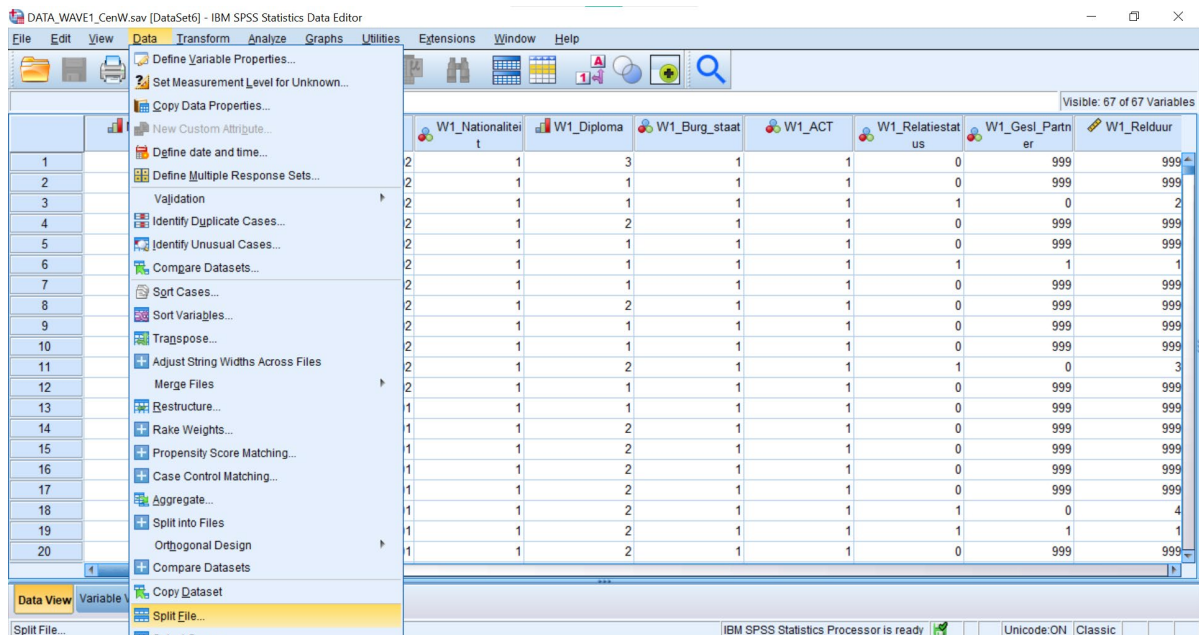 DATA_WAVE1_CenW.sav [DataSet6] - IBM SPSS Statistics Data Editor
File Edit View Data Transform Analyze Graphs Utilities Extensions Window Help
Define Variable Properties...
Set Measurement Level for Unknown...
Copy Data Properties...
New Custom Attribute...
Define date and time...
Define Multiple Response Sets...
Validation
Identify Duplicate Cases...
Identify Unusual Cases...
Compare Datasets...
Sort Cases...
Sort Variables...
Transpose...
Adjust String Widths Across Files
Merge Files
Restructure...
Rake Weights...
Propensity Score Matching...
Case Control Matching...
Aggregate...
Split into Files
Orthogonal Design
Compare Datasets
Copy Dataset
Split File...
Visible: 67 of 67 Variables
W1_Nationaliteit W1_Diploma W1_Burg_staat W1_ACT W1_Relatiestatus W1_Gesl_Partner W1_Relduur
1 2 1 3 1 1 0 999 999
2 2 1 1 1 1 0 999 999
3 2 1 1 1 1 1 0 2
4 2 1 2 1 1 0 999 999
5 2 1 1 1 1 0 999 999
6 2 1 1 1 1 1 1 1
7 2 1 1 1 1 0 999 999
8 2 1 2 1 1 0 999 999
9 2 1 1 1 1 0 999 999
10 2 1 1 1 1 0 999 999
11 2 1 2 1 1 1 0 3
12 2 1 1 1 1 0 999 999
13 1 1 1 1 1 0 999 999
14 1 1 2 1 1 0 999 999
15 1 1 2 1 1 0 999 999
16 1 1 2 1 1 0 999 999
17 1 1 2 1 1 0 999 999
18 1 1 2 1 1 1 0 4
19 1 1 2 1 1 1 1 1
20 1 1 2 1 1 0 999 999
Data View Variable
Split File... IBM SPSS Statistics Processor is ready Unicode:ON Classic